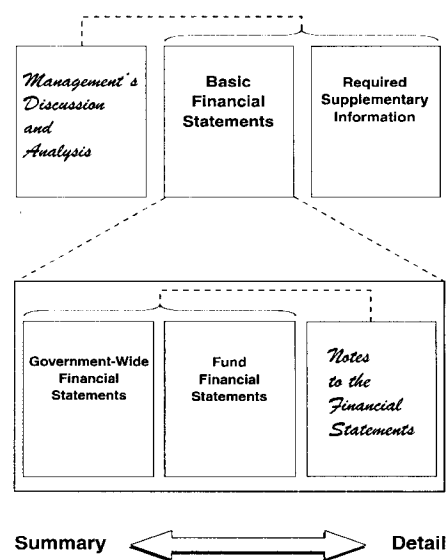 Management's
Discussion
and
Analysis
Basic
Financial
Statements
Required
Supplementary
Information
Government-Wide
Financial
Statements
Fund
Financial
Statements
Notes
to the
Financial
Statements
Summary
Detail